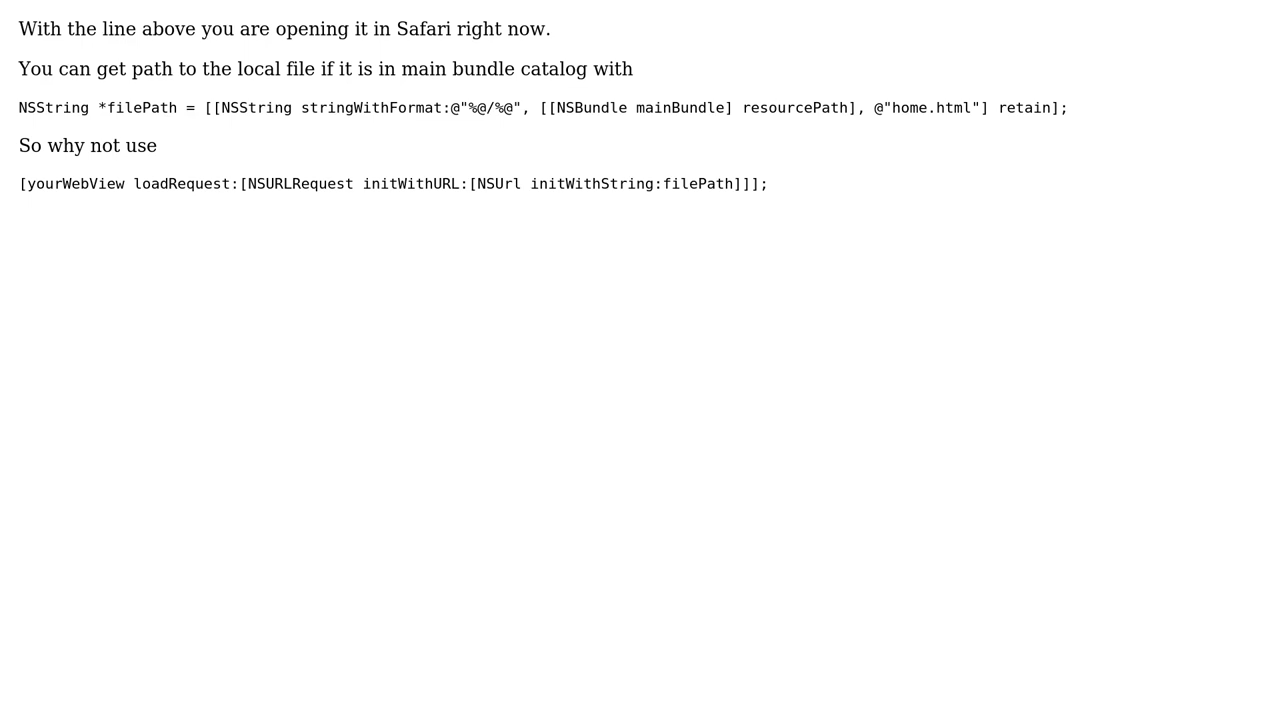 With the line above you are opening it in Safari right now.
You can get path to the local file if it is in main bundle catalog with
NSString *filePath = [[NSString stringWithFormat:@"%@/%@", [[NSBundle mainBundle] resourcePath], @"home.html"] retain];
So why not use
[yourWebView loadRequest:[NSURLRequest initWithURL:[NSUrl initWithString:filePath]]];